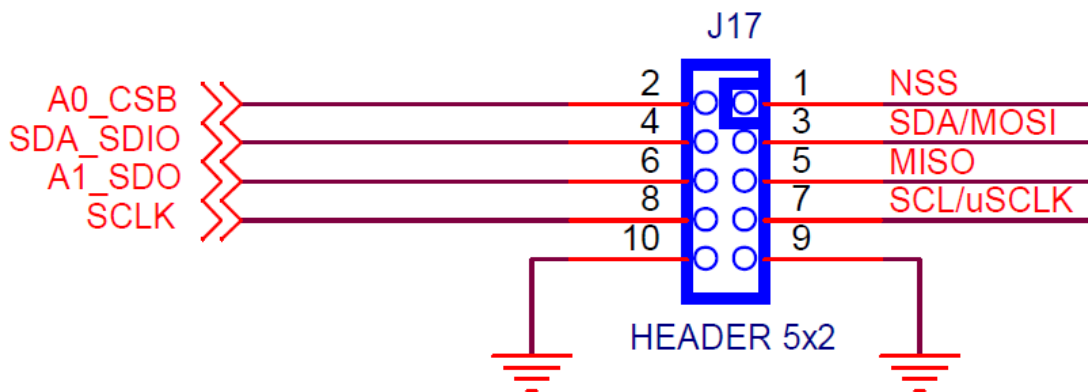 J17
A0_CSB 2 1 NSS
SDA_SDIO 4 3 SDA/MOSI
A1_SDO 6 5 MISO
SCLK 8 7 SCL/uSCLK
10 9
HEADER 5x2